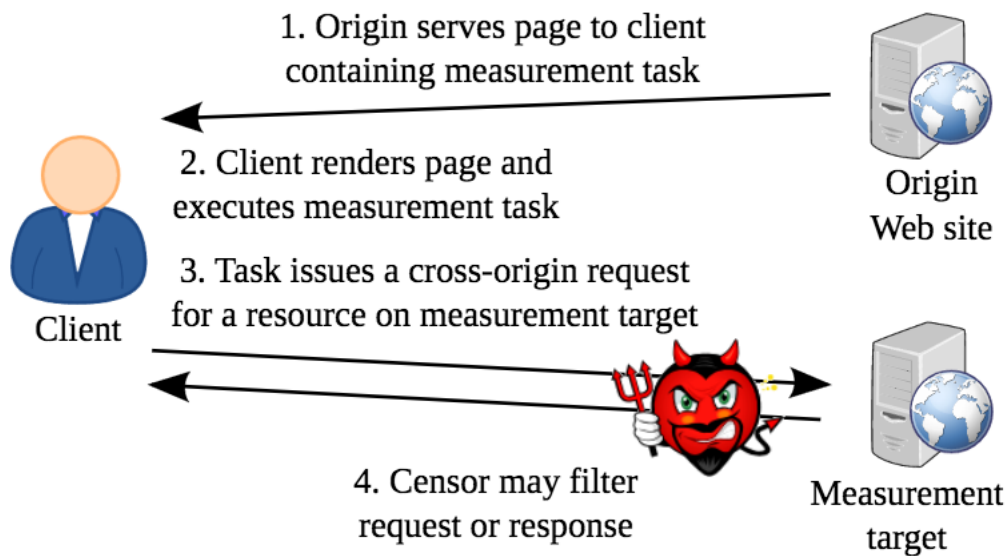 1. Origin serves page to client
containing measurement task
2. Client renders page and
executes measurement task
Origin
Web site
3. Task issues a cross-origin request
for a resource on measurement target
Client
4. Censor may filter
request or response
Measurement
target